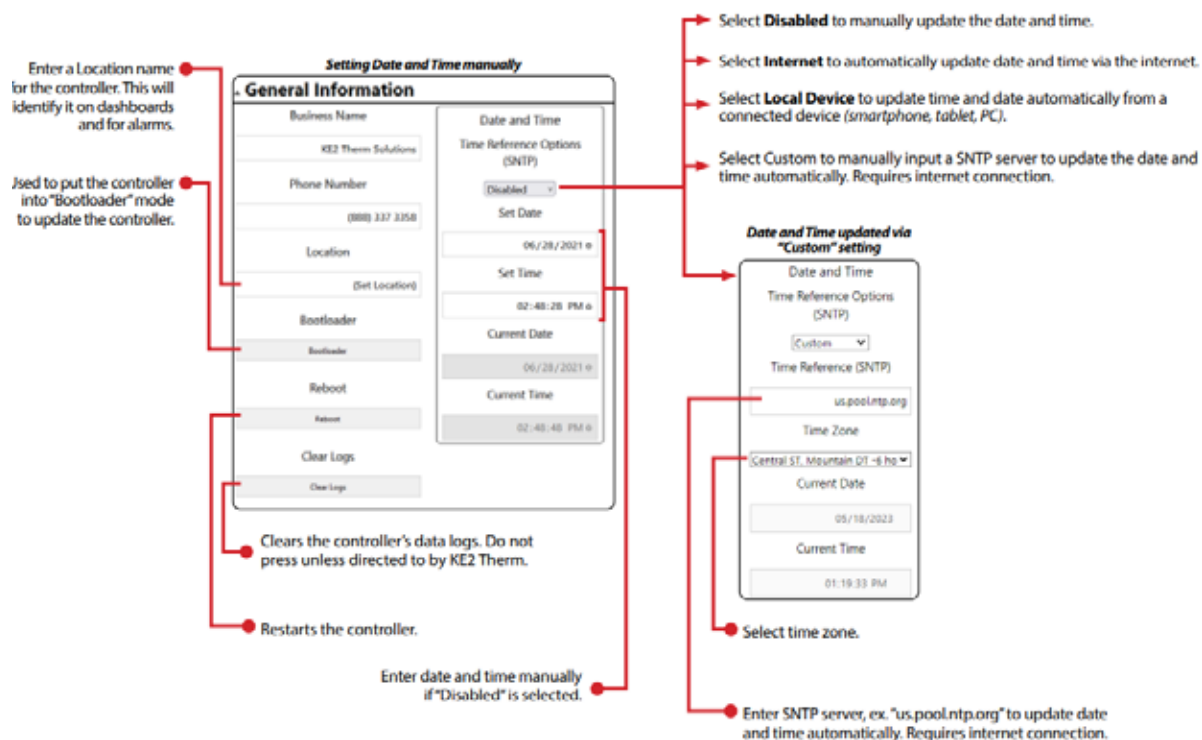 Select Disabled to manually update the date and time.
Select Internet to automatically update date and time via the internet.
Select Local Device to update time and date automatically from a
connected device (smartphone, tablet, PC).
Select Custom to manually input a SNTP server to update the date and
time automatically. Requires internet connection.
Enter a Location name
for the controller. This will
identify it on dashboards
and for alarms.
Used to put the controller
into "Bootloader" mode
to update the controller.
Setting Date and Time manually
General Information
Business Name
KE2 Therm Solutions
Phone Number
(888) 337 3358
Location
(Set Location)
Bootloader
Bootloader
Reboot
Reboot
Clear Logs
Clear Logs
Date and Time
Time Reference Options
(SNTP)
Disabled
Set Date
06/28/2021
Set Time
02:48:28 PM
Current Date
06/28/2021
Current Time
02:48:48 PM
Date and Time updated via
"Custom" setting
Date and Time
Time Reference Options
(SNTP)
Custom
Time Reference (SNTP)
us.pool.ntp.org
Time Zone
Central ST, Mountain DT -6 ho
Current Date
05/18/2023
Current Time
01:19:33 PM
Clears the controller's data logs. Do not
press unless directed to by KE2 Therm.
Restarts the controller.
Enter date and time manually
if "Disabled" is selected.
Select time zone.
Enter SNTP server, ex. "us.pool.ntp.org" to update date
and time automatically. Requires internet connection.